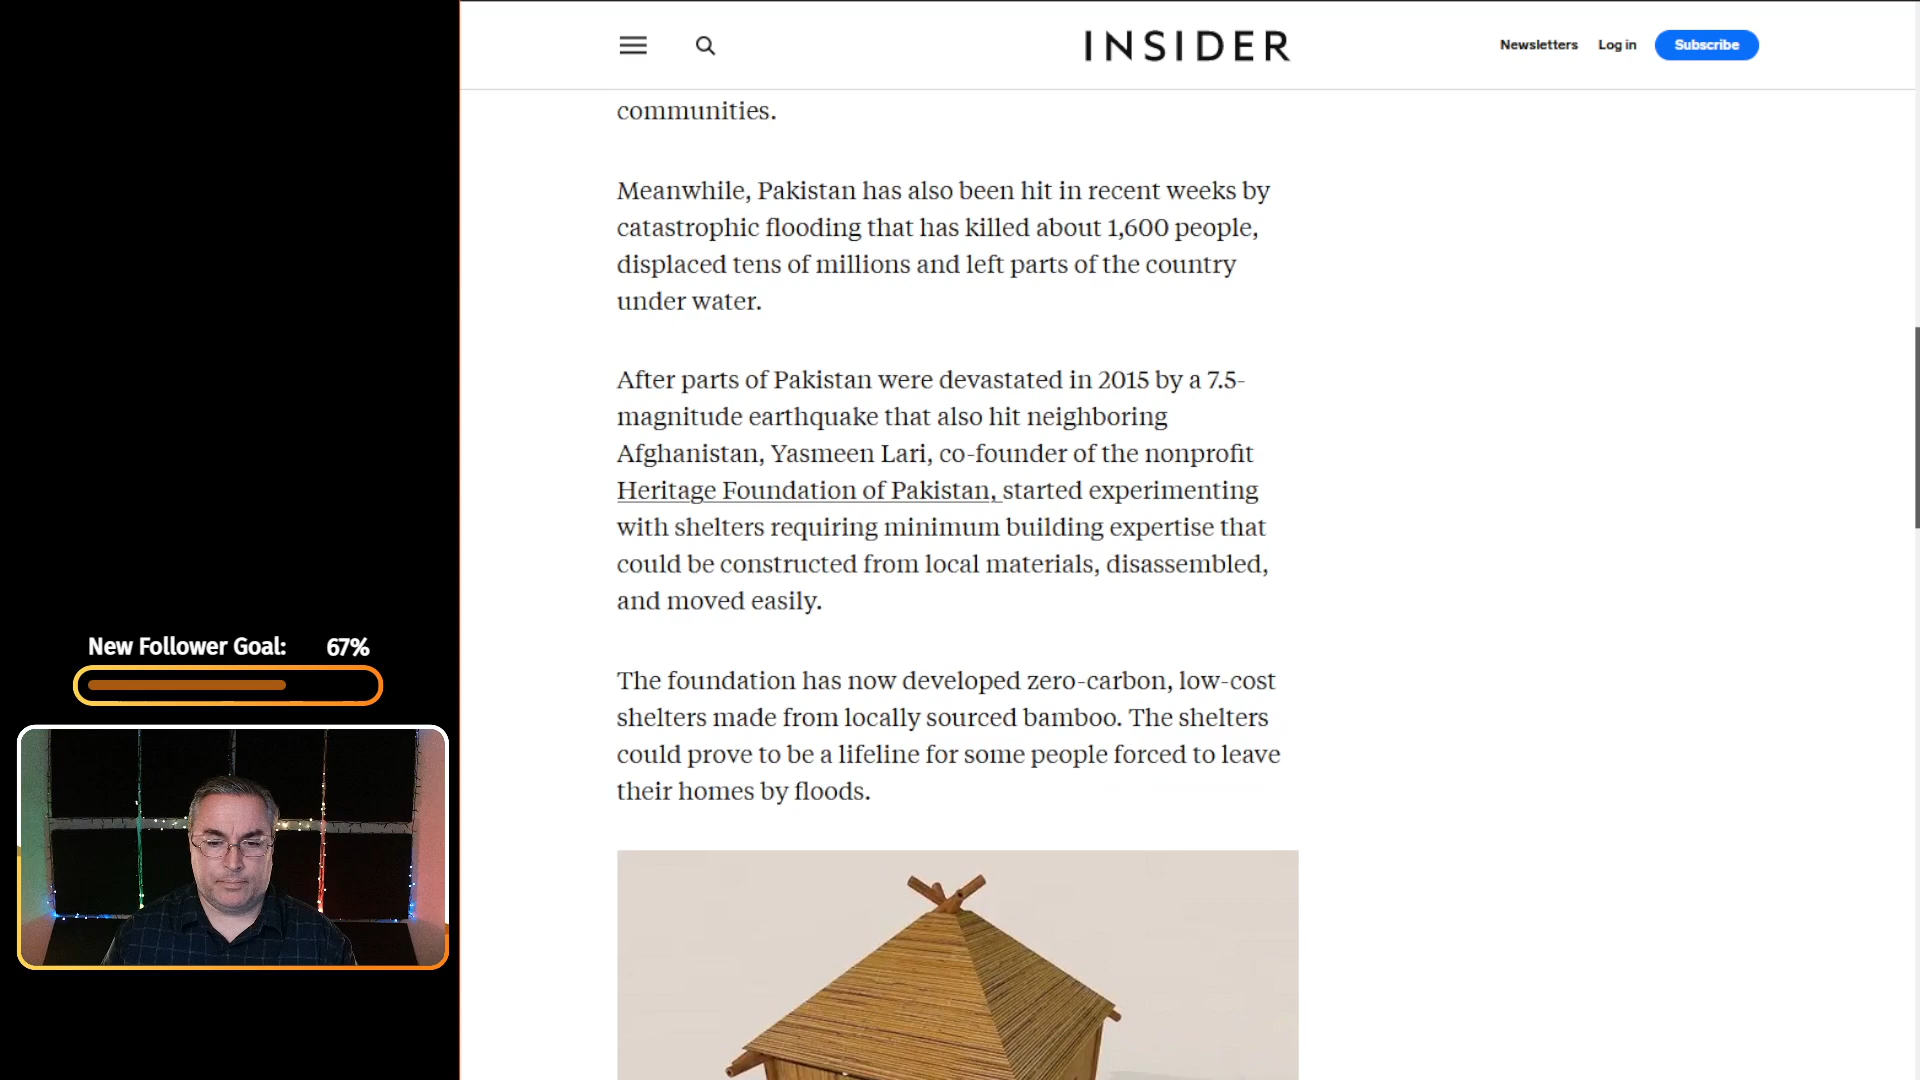 INSIDER
Newsletters
Log in
Subscribe
communities.
Meanwhile, Pakistan has also been hit in recent weeks by
catastrophic flooding that has killed about 1,600 people,
displaced tens of millions and left parts of the country
under water.
After parts of Pakistan were devastated in 2015 by a 7.5-
magnitude earthquake that also hit neighboring
Afghanistan, Yasmeen Lari, co-founder of the nonprofit
Heritage Foundation of Pakistan, started experimenting
with shelters requiring minimum building expertise that
could be constructed from local materials, disassembled,
and moved easily.
The foundation has now developed zero-carbon, low-cost
shelters made from locally sourced bamboo. The shelters
could prove to be a lifeline for some people forced to leave
their homes by floods.
New Follower Goal: 67%